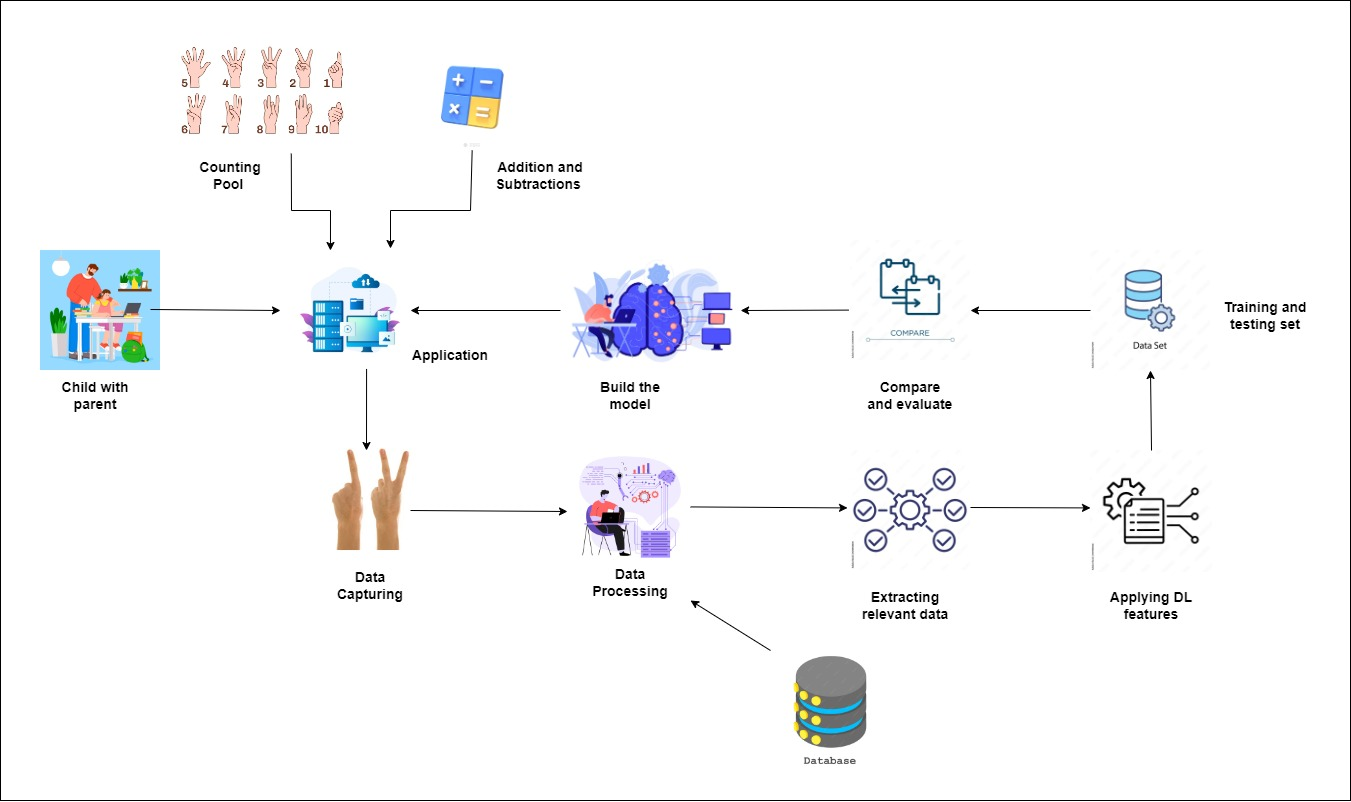 5 4 3 2 1
6 7 8 9 10
Counting
Pool
Addition and
Subtractions
Child with
parent
Application
Build the
model
COMPARE
Compare
and evaluate
Data Set
Training and
testing set
Data
Capturing
Data
Processing
Extracting
relevant data
Applying DL
features
Database